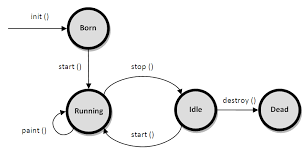 init ()
Born
start ()
stop ()
Running
Idle
destroy ()
Dead
paint ()
start ()